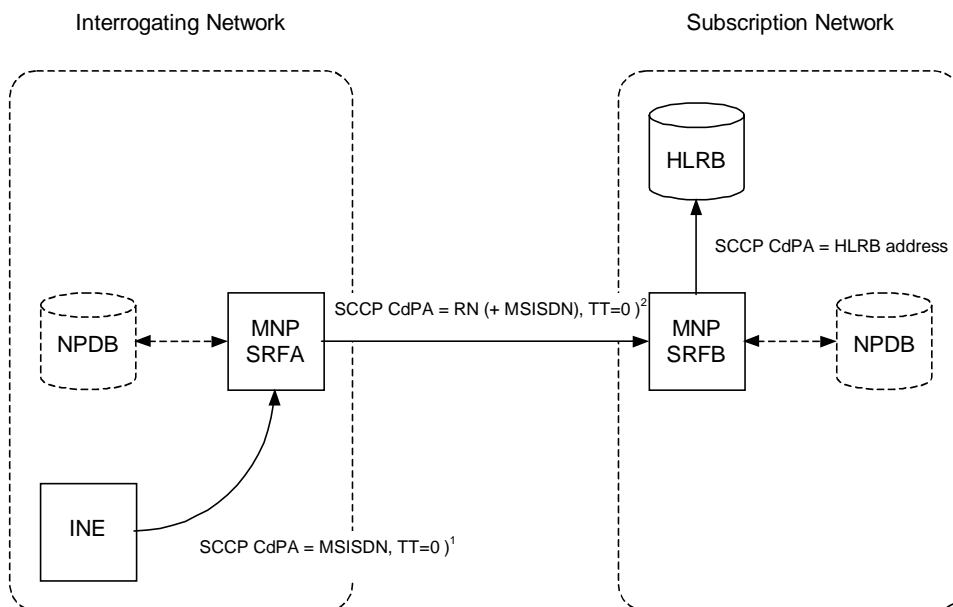 Interrogating Network
Subscription Network
HLRB
SCCP CdPA = HLRB address
SCCP CdPA = RN (+ MSISDN), TT=0 )²
NPDB
MNP
SRFA
MNP
SRFB
NPDB
INE
SCCP CdPA = MSISDN, TT=0 )¹